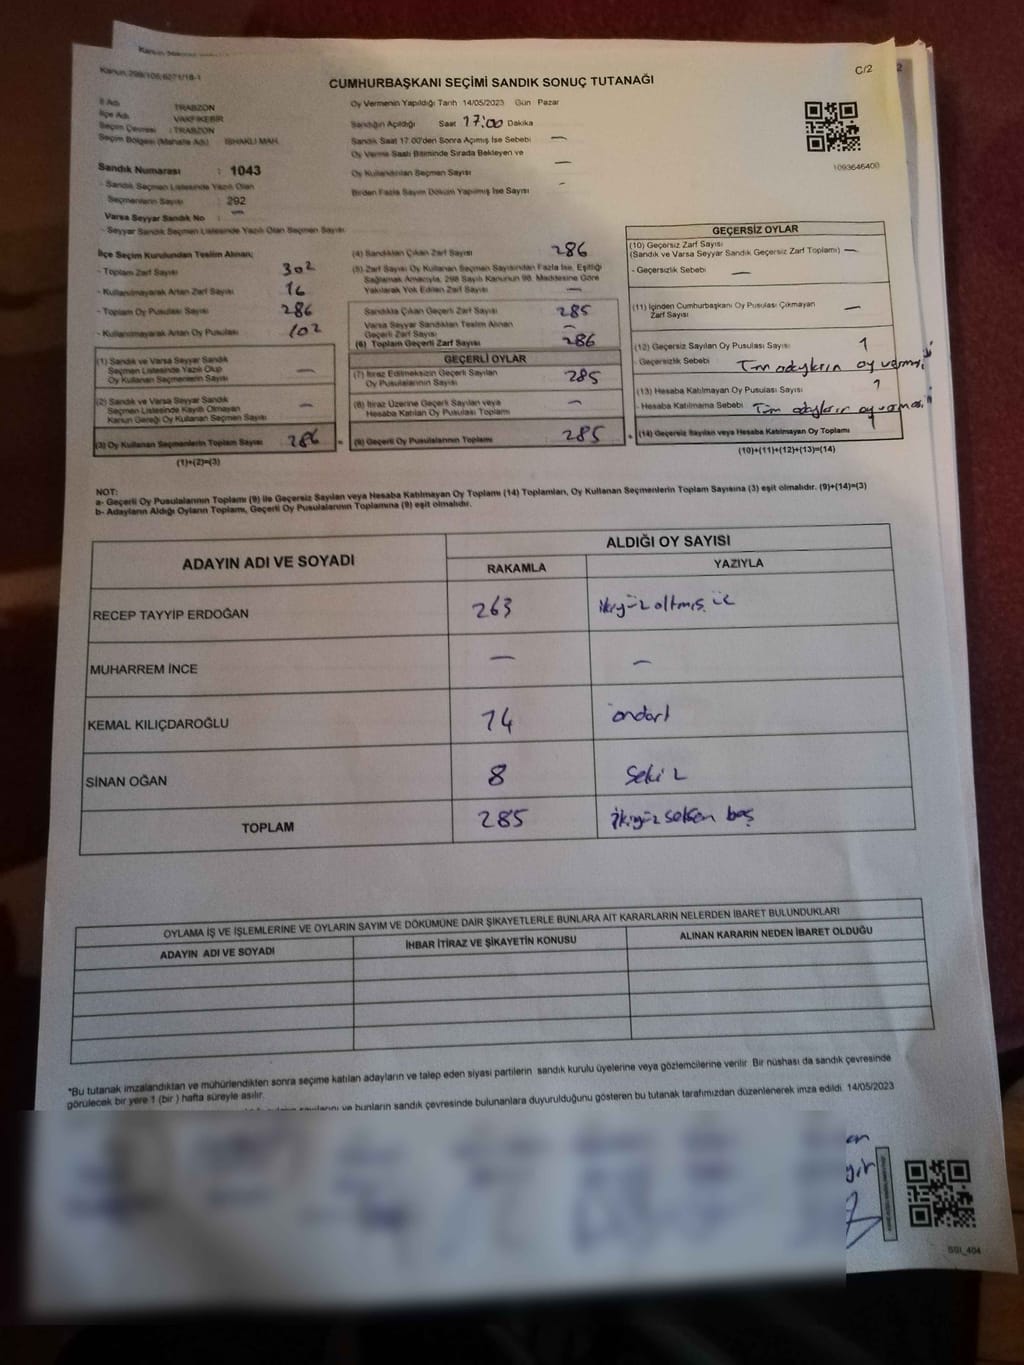 Kanun:298/105;6271/18-1
C/2
2
CUMHURBAŞKANI SEÇİMİ SANDIK SONUÇ TUTANAĞI
İl Adı TRABZON
İlçe Adı VAKFIKEBİR
Seçim Çevresi : TRABZON
Seçim Bölgesi (Mahalle Adı) İSHAKLI MAH.
Sandık Numarası : 1043
- Sandık Seçmen Listesinde Yazılı Olan
Seçmenlerin Sayısı : 292
Varsa Seyyar Sandık No : —
- Seyyar Sandık Seçmen Listesinde Yazılı Olan Seçmen Sayısı:
Oy Vermenin Yapıldığı Tarih 14/05/2023 Gün Pazar
Sandığın Açıldığı Saat 17:00 Dakika
Sandık Saat 17.00'den Sonra Açılmış İse Sebebi —
Oy Verme Saati Bitiminde Sırada Bekleyen ve
Oy Kullandırılan Seçmen Sayısı —
Birden Fazla Sayım Döküm Yapılmış İse Sayısı -
1093646400
İlçe Seçim Kurulundan Teslim Alınan;
- Toplam Zarf Sayısı 302
- Kullanılmayarak Artan Zarf Sayısı 16
- Toplam Oy Pusulası Sayısı 286
- Kullanılmayarak Artan Oy Pusulası 102
(1) Sandık ve Varsa Seyyar Sandık
Seçmen Listesinde Yazılı Olup
Oy Kullanan Seçmenlerin Sayısı —
(2) Sandık ve Varsa Seyyar Sandık
Seçmen Listesinde Kayıtlı Olmayan
Kanun Gereği Oy Kullanan Seçmen Sayısı —
(3) Oy Kullanan Seçmenlerin Toplam Sayısı 286 =
(1)+(2)=(3)
(4) Sandıktan Çıkan Zarf Sayısı 286
(5) Zarf Sayısı Oy Kullanan Seçmen Sayısından Fazla İse, Eşitliği
Sağlamak Amacıyla, 298 Sayılı Kanunun 98. Maddesine Göre
Yakılarak Yok Edilen Zarf Sayısı —
Sandıkta Çıkan Geçerli Zarf Sayısı 285
Varsa Seyyar Sandıktan Teslim Alınan
Geçerli Zarf Sayısı —
(6) Toplam Geçerli Zarf Sayısı 286
GEÇERLİ OYLAR
(7) İtiraz Edilmeksizin Geçerli Sayılan
Oy Pusulalarının Sayısı 285
(8) İtiraz Üzerine Geçerli Sayılan veya
Hesaba Katılan Oy Pusulası Toplamı —
(9) Geçerli Oy Pusulalarının Toplamı 285 +
GEÇERSİZ OYLAR
(10) Geçersiz Zarf Sayısı
(Sandık ve Varsa Seyyar Sandık Geçersiz Zarf Toplamı) —
- Geçersizlik Sebebi —
(11) İçinden Cumhurbaşkanı Oy Pusulası Çıkmayan
Zarf Sayısı —
(12) Geçersiz Sayılan Oy Pusulası Sayısı 1
- Geçersizlik Sebebi Tüm adayların oy vermiş
(13) Hesaba Katılmayan Oy Pusulası Sayısı 1
- Hesaba Katılmama Sebebi Tüm adayların
(14) Geçersiz Sayılan veya Hesaba Katılmayan Oy Toplamı 1
(10)+(11)+(12)+(13)=(14)
NOT:
a- Geçerli Oy Pusulalarının Toplamı (9) ile Geçersiz Sayılan veya Hesaba Katılmayan Oy Toplamı (14) Toplamları, Oy Kullanan Seçmenlerin Toplam Sayısına (3) eşit olmalıdır. (9)+(14)=(3)
b- Adayların Aldığı Oyların Toplamı, Geçerli Oy Pusulalarının Toplamına (9) eşit olmalıdır.
ADAYIN ADI VE SOYADI ALDIĞI OY SAYISI
RAKAMLA YAZIYLA
RECEP TAYYİP ERDOĞAN 263 ikiyüz altmış üç
MUHARREM İNCE — —
KEMAL KILIÇDAROĞLU 14 ondört
SİNAN OĞAN 8 Sekiz
TOPLAM 285 ikiyüz seksen beş
OYLAMA İŞ VE İŞLEMLERİNE VE OYLARIN SAYIM VE DÖKÜMÜNE DAİR ŞİKAYETLERLE BUNLARA AİT KARARLARIN NELERDEN İBARET BULUNDUKLARI
ADAYIN ADI VE SOYADI İHBAR İTİRAZ VE ŞİKAYETİN KONUSU ALINAN KARARIN NEDEN İBARET OLDUĞU
*Bu tutanak imzalandıktan ve mühürlendikten sonra seçime katılan adayların ve talep eden siyasi partilerin sandık kurulu üyelerine veya gözlemcilerine verilir. Bir nüshası da sandık çevresinde
görülecek bir yere 1 (bir ) hafta süreyle asılır.
ve bunların sandık çevresinde bulunanlara duyurulduğunu gösteren bu tutanak tarafımızdan düzenlenerek imza edildi. 14/05/2023
SSI_404